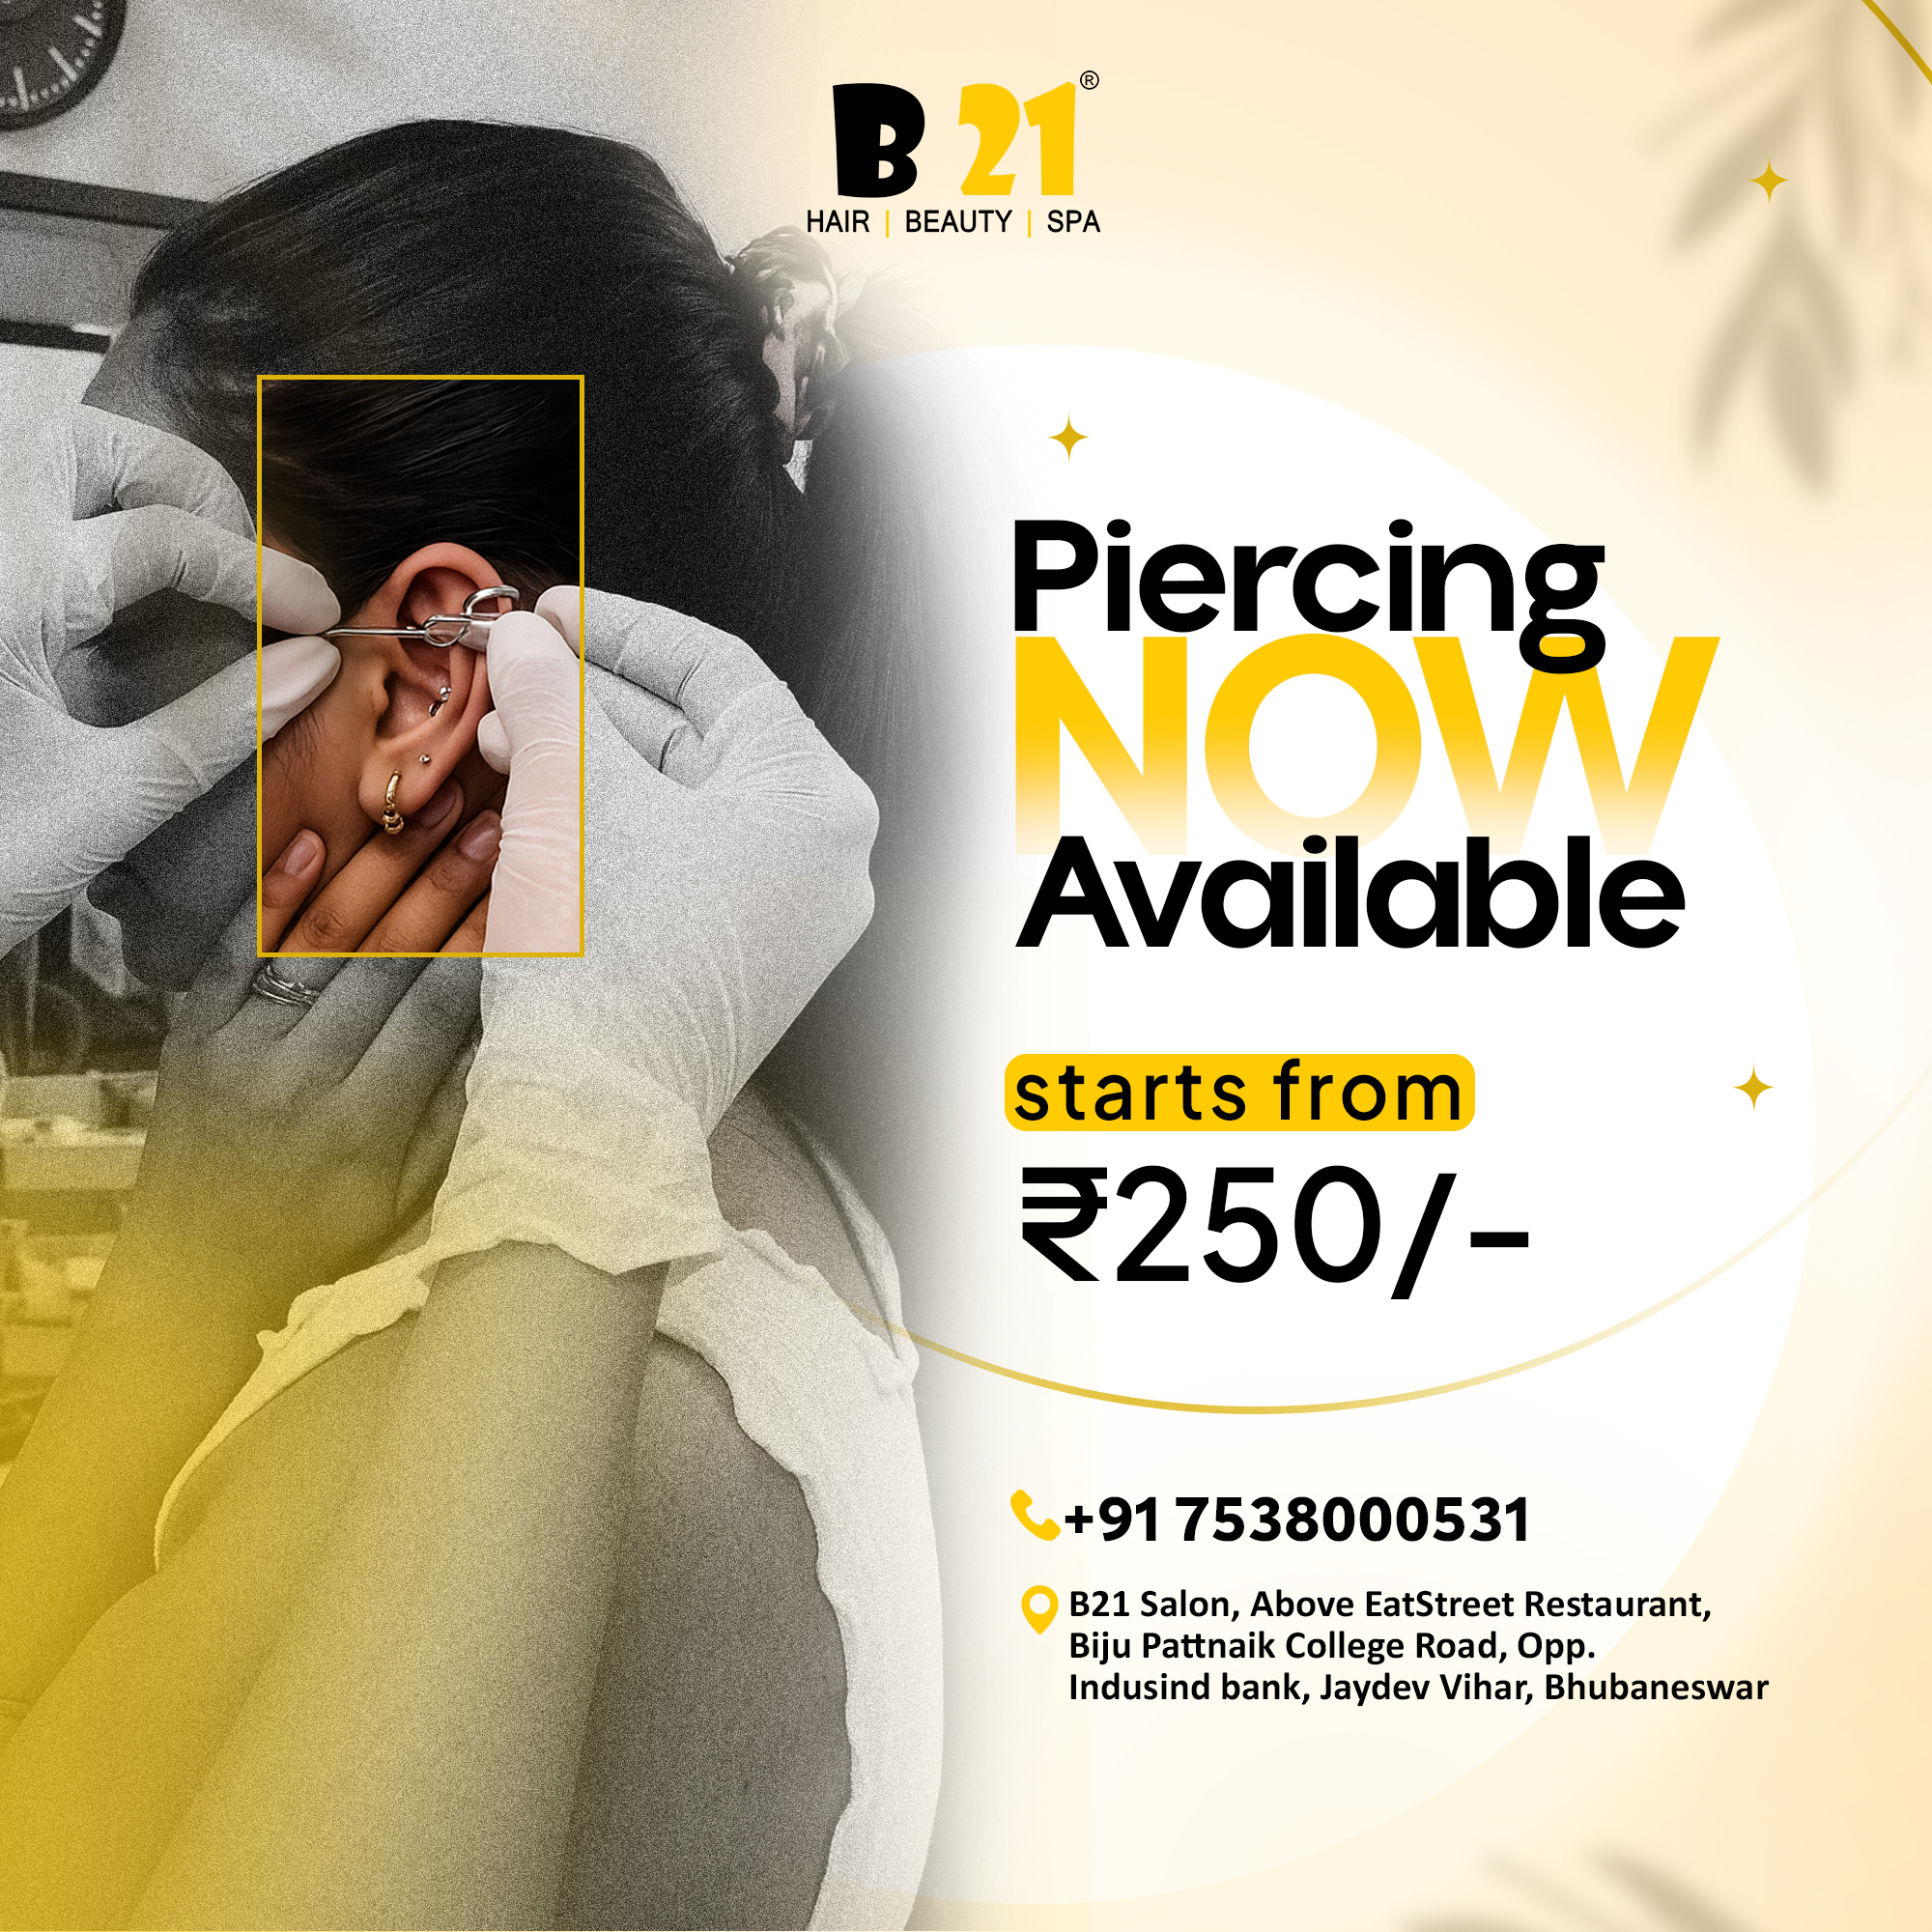 B 21®
HAIR | BEAUTY | SPA
Piercing
NOW
Available
starts from
₹250/-
+91 7538000531
B21 Salon, Above EatStreet Restaurant,
Biju Pattnaik College Road, Opp.
Indusind bank, Jaydev Vihar, Bhubaneswar